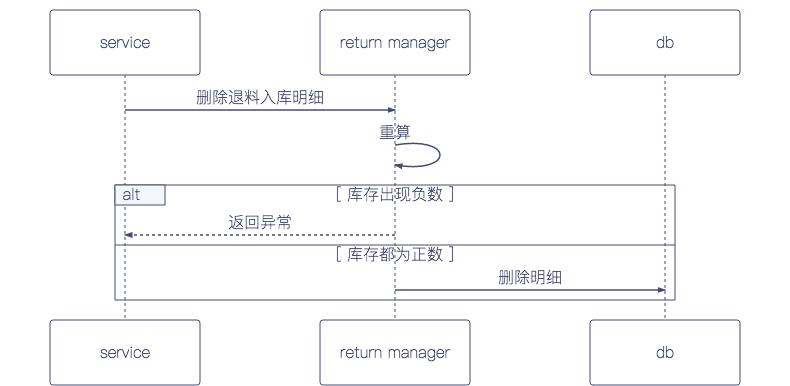 service
return manager
db
删除退料入库明细
重算
alt
[ 库存出现负数 ]
返回异常
[ 库存都为正数 ]
删除明细
service
return manager
db